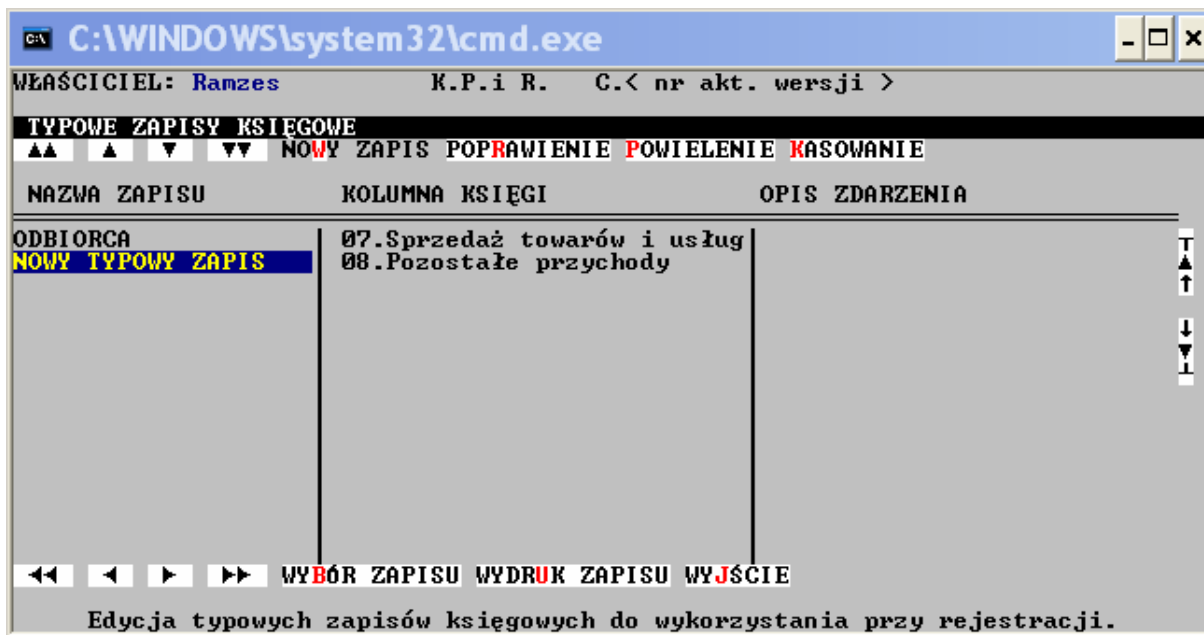 C:\WINDOWS\system32\cmd.exe
WŁAŚCICIEL: Ramzes K.P.i R. C.< nr akt. wersji >
TYPOWE ZAPISY KSIĘGOWE
NOWY ZAPIS POPRAWIENIE POWIELENIE KASOWANIE
NAZWA ZAPISU KOLUMNA KSIĘGI OPIS ZDARZENIA
ODBIORCA 07.Sprzedaż towarów i usług
NOWY TYPOWY ZAPIS 08.Pozostałe przychody
WYBÓR ZAPISU WYDRUK ZAPISU WYJŚCIE
Edycja typowych zapisów księgowych do wykorzystania przy rejestracji.